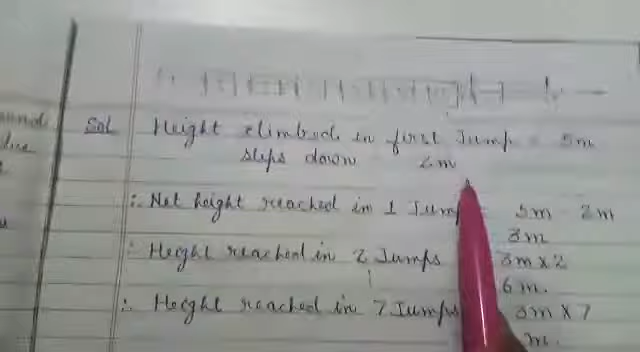 Sol Height climbed in first Jump = 5m
slips down 2m
∴ Net height reached in 1 Jump 5m - 2m
3m
∴ Height reached in 2 Jumps 3m x 2
6m.
∴ Height reached in 7 Jumps 3m x 7
m.